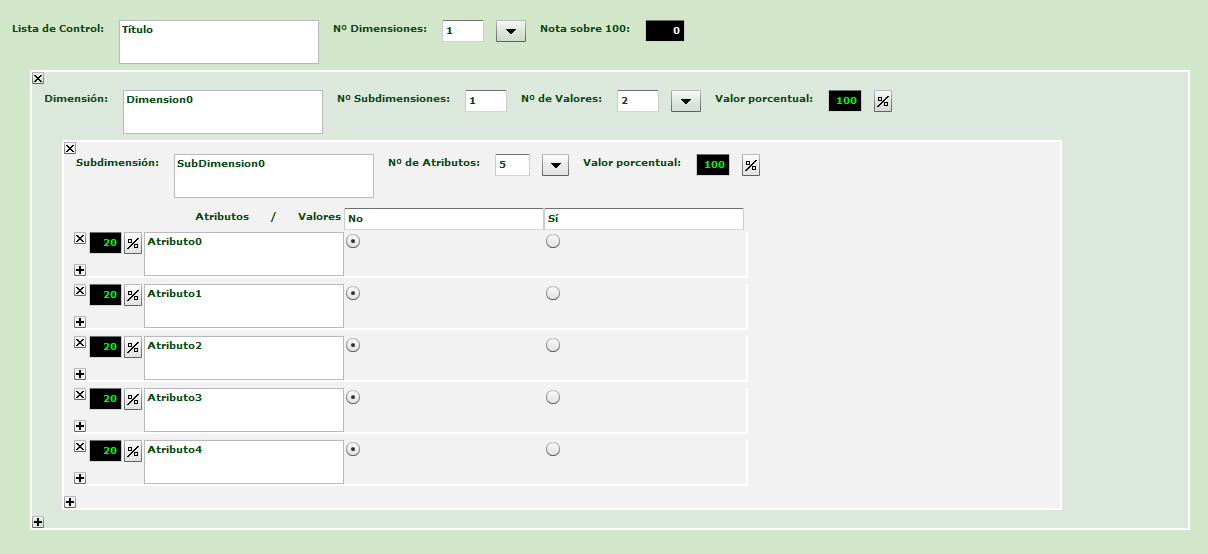 Lista de Control: Título Nº Dimensiones: 1 Nota sobre 100: 0
Dimensión: Dimension0 Nº Subdimensiones: 1 Nº de Valores: 2 Valor porcentual: 100 %
Subdimensión: SubDimension0 Nº de Atributos: 5 Valor porcentual: 100 %
Atributos / Valores No Sí
20 % Atributo0
20 % Atributo1
20 % Atributo2
20 % Atributo3
20 % Atributo4